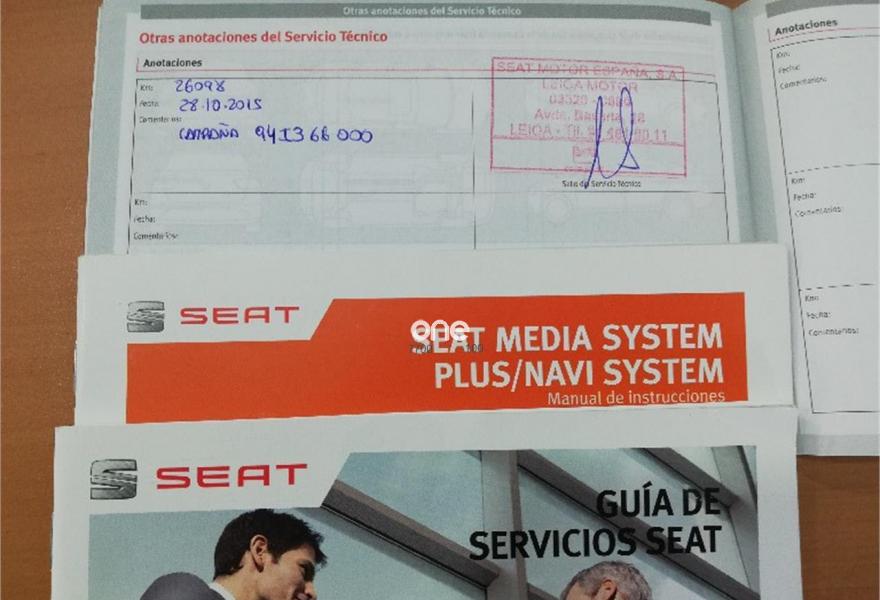 Otras anotaciones del Servicio Técnico
Otras anotaciones del Servicio Técnico
Anotaciones
Km: 26098
Fecha: 28.10.2015
Comentarios:
CAMPAÑA 94I366000
SEAT MOTOR ESPAÑA, S.A.
LEIOA MOTOR
Avda.
LEIOA - Tlf.
Sello del Servicio Técnico
Km:
Fecha:
Comentarios:
Anotaciones
Km:
Fecha:
Comentarios:
Km:
Fecha:
Comentarios:
Km:
Fecha:
Comentarios:
SEAT
one
SEAT MEDIA SYSTEM
PLUS/NAVI SYSTEM
Manual de instrucciones
SEAT
GUÍA DE
SERVICIOS SEAT